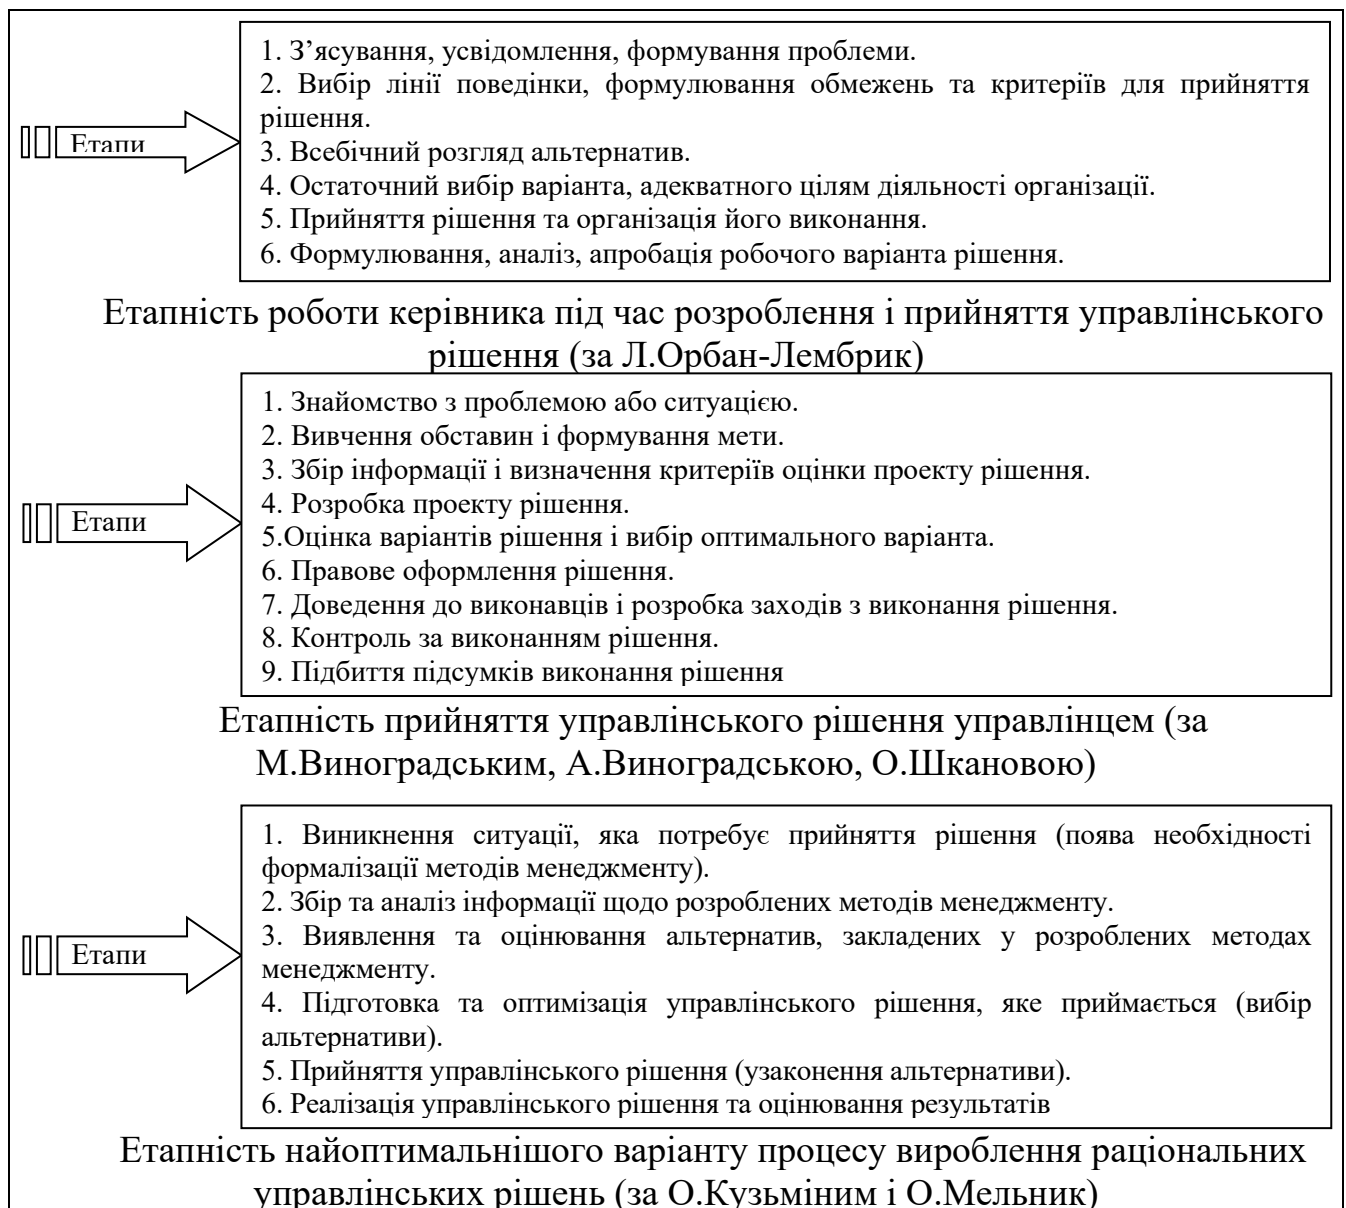 1. З’ясування, усвідомлення, формування проблеми.
2. Вибір лінії поведінки, формулювання обмежень та критеріїв для прийняття
рішення.
3. Всебічний розгляд альтернатив.
4. Остаточний вибір варіанта, адекватного цілям діяльності організації.
5. Прийняття рішення та організація його виконання.
6. Формулювання, аналіз, апробація робочого варіанта рішення.
Етапи
Етапність роботи керівника під час розроблення і прийняття управлінського
рішення (за Л.Орбан-Лембрик)
1. Знайомство з проблемою або ситуацією.
2. Вивчення обставин і формування мети.
3. Збір інформації і визначення критеріїв оцінки проекту рішення.
4. Розробка проекту рішення.
5.Оцінка варіантів рішення і вибір оптимального варіанта.
6. Правове оформлення рішення.
7. Доведення до виконавців і розробка заходів з виконання рішення.
8. Контроль за виконанням рішення.
9. Підбиття підсумків виконання рішення
Етапи
Етапність прийняття управлінського рішення управлінцем (за
М.Виноградським, А.Виноградською, О.Шкановою)
1. Виникнення ситуації, яка потребує прийняття рішення (поява необхідності
формалізації методів менеджменту).
2. Збір та аналіз інформації щодо розроблених методів менеджменту.
3. Виявлення та оцінювання альтернатив, закладених у розроблених методах
менеджменту.
4. Підготовка та оптимізація управлінського рішення, яке приймається (вибір
альтернативи).
5. Прийняття управлінського рішення (узаконення альтернативи).
6. Реалізація управлінського рішення та оцінювання результатів
Етапи
Етапність найоптимальнішого варіанту процесу вироблення раціональних
управлінських рішень (за О.Кузьміним і О.Мельник)